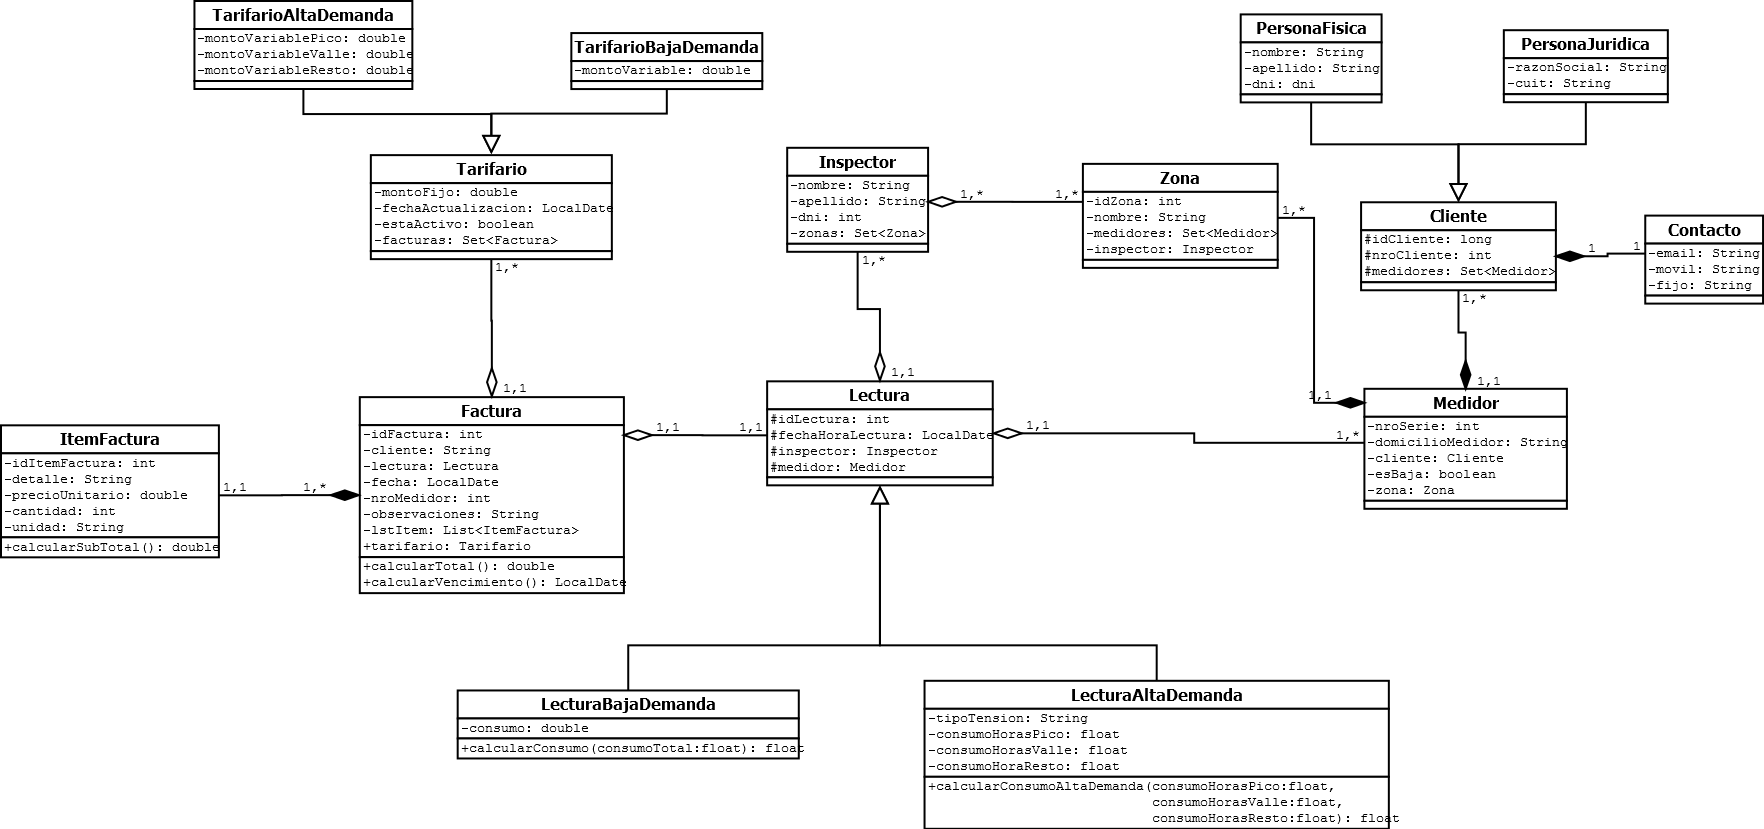 TarifarioAltaDemanda
-montoVariablePico: double
-montoVariableValle: double
-montoVariableResto: double
TarifarioBajaDemanda
-montoVariable: double
PersonaFisica
-nombre: String
-apellido: String
-dni: dni
PersonaJuridica
-razonSocial: String
-cuit: String
Tarifario
-montoFijo: double
-fechaActualizacion: LocalDate
-estaActivo: boolean
-facturas: Set<Factura>
1,*
Inspector
-nombre: String
-apellido: String
-dni: int
-zonas: Set<Zona>
1,*
1,*
1,*
Zona
-idZona: int
-nombre: String
-medidores: Set<Medidor>
-inspector: Inspector
1,*
Cliente
#idCliente: long
#nroCliente: int
#medidores: Set<Medidor>
1
1
1,*
Contacto
-email: String
-movil: String
-fijo: String
ItemFactura
-idItemFactura: int
-detalle: String
-precioUnitario: double
-cantidad: int
-unidad: String
+calcularSubTotal(): double
1,1
1,*
1,1
Factura
-idFactura: int
-cliente: String
-lectura: Lectura
-fecha: LocalDate
-nroMedidor: int
-observaciones: String
-lstItem: List<ItemFactura>
+tarifario: Tarifario
+calcularTotal(): double
+calcularVencimiento(): LocalDate
1,1
1,1
1,1
Lectura
#idLectura: int
#fechaHoraLectura: LocalDate
#inspector: Inspector
#medidor: Medidor
1,1
1,*
1,1
1,1
Medidor
-nroSerie: int
-domicilioMedidor: String
-cliente: Cliente
-esBaja: boolean
-zona: Zona
LecturaBajaDemanda
-consumo: double
+calcularConsumo(consumoTotal:float): float
LecturaAltaDemanda
-tipoTension: String
-consumoHorasPico: float
-consumoHorasValle: float
-consumoHoraResto: float
+calcularConsumoAltaDemanda(consumoHorasPico:float,
consumoHorasValle:float,
consumoHorasResto:float): float